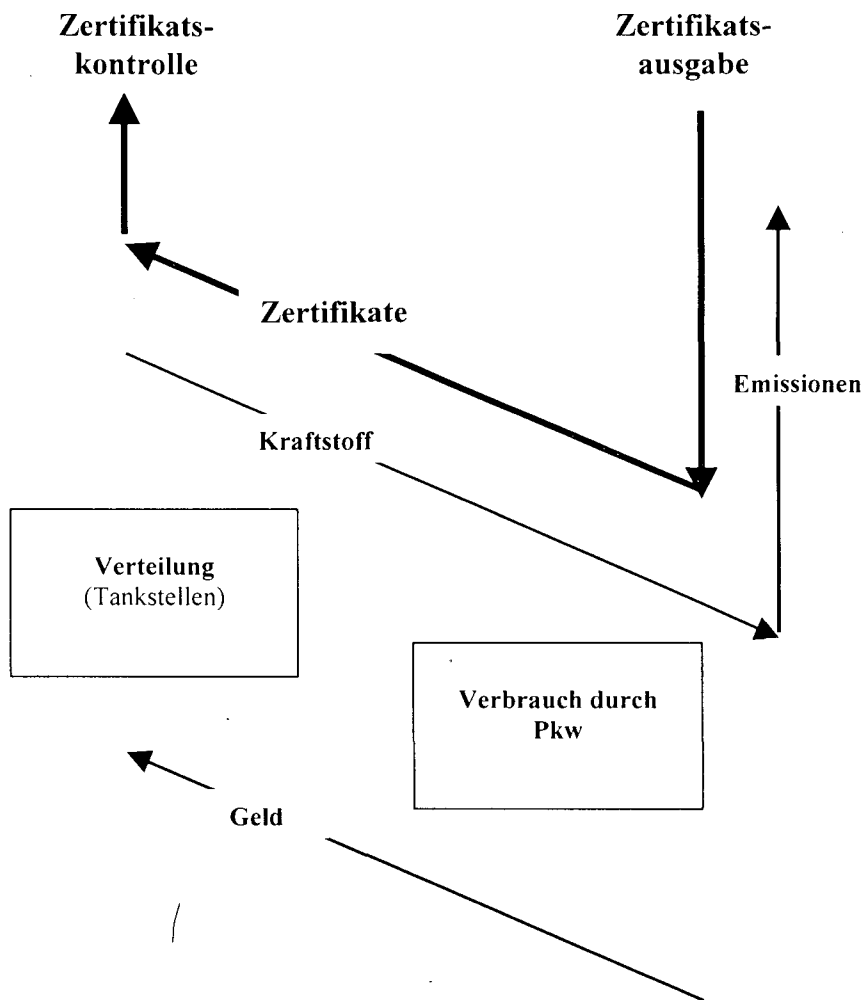 Zertifikats-
kontrolle
Zertifikats-
ausgabe
Zertifikate
Emissionen
Kraftstoff
Verteilung
(Tankstellen)
Verbrauch durch
Pkw
Geld